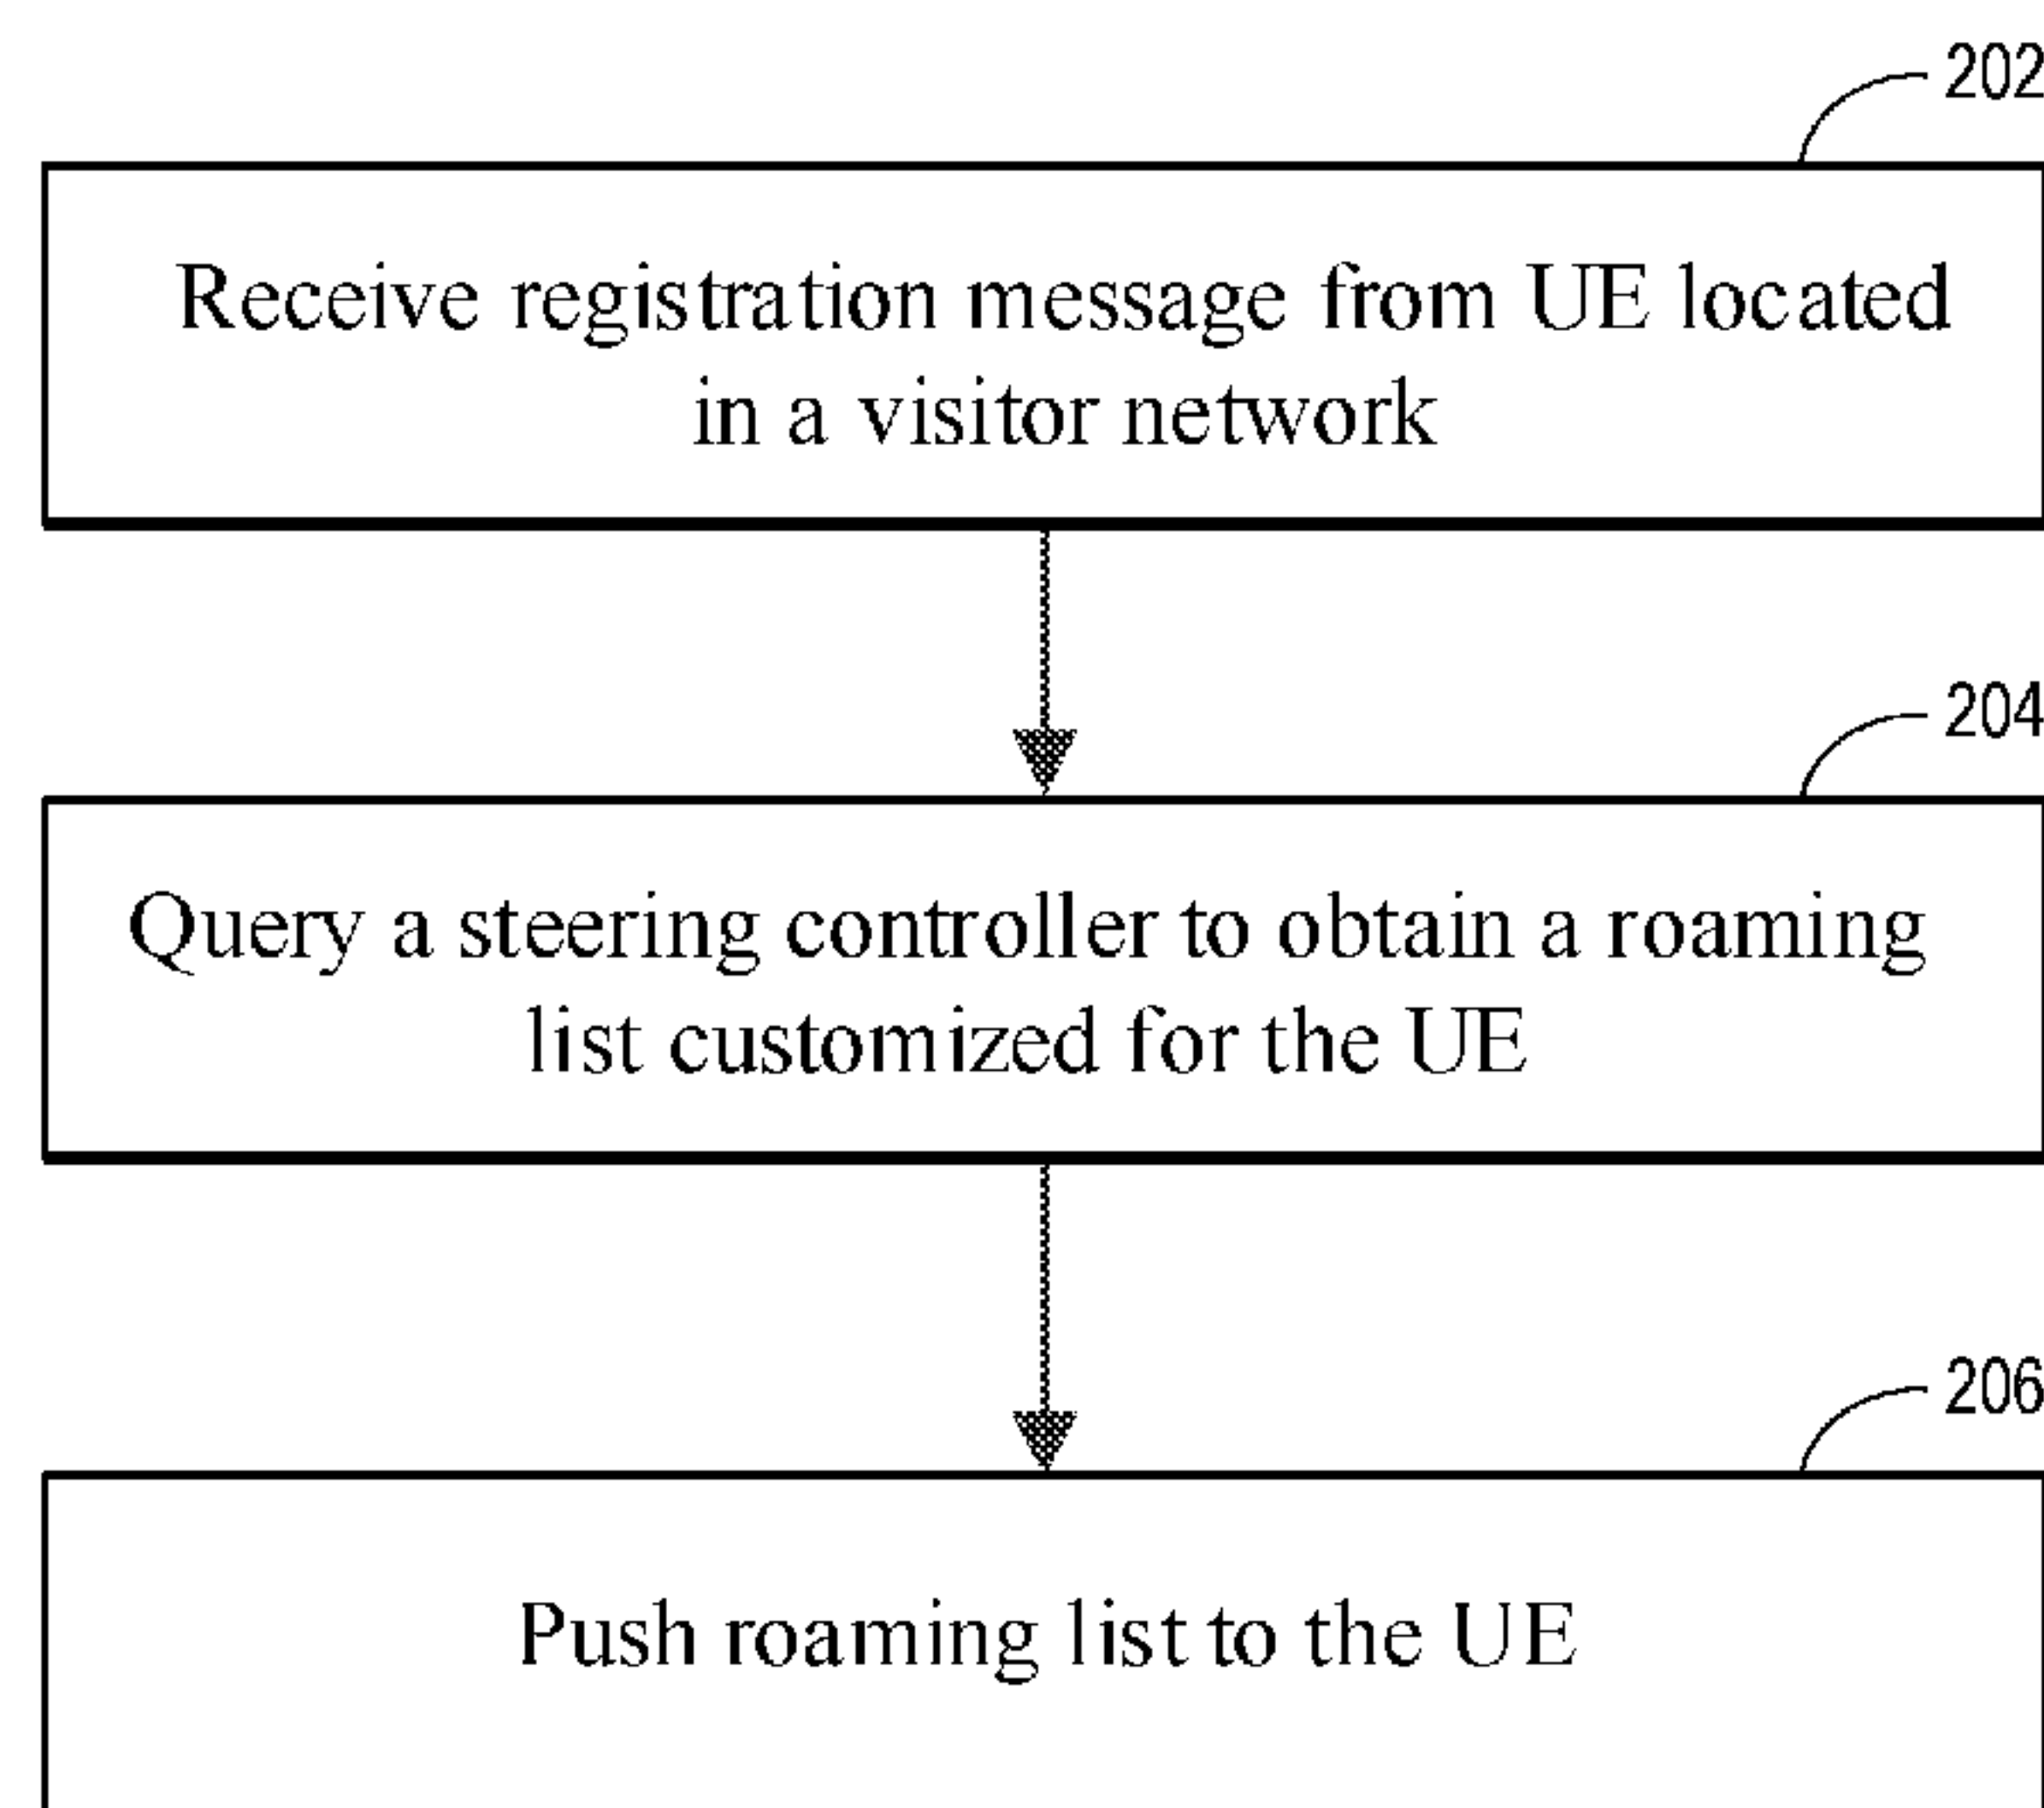 202
Receive registration message from UE located
in a visitor network
204
Query a steering controller to obtain a roaming
list customized for the UE
206
Push roaming list to the UE